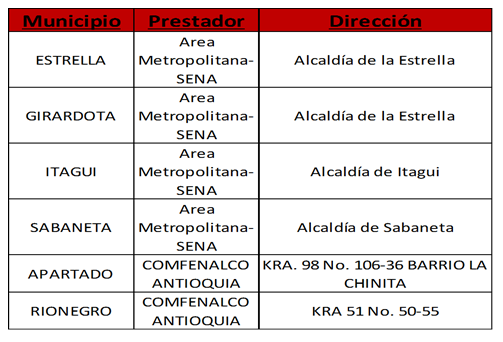 Municipio Prestador Dirección
ESTRELLA Area Metropolitana-SENA Alcaldía de la Estrella
GIRARDOTA Area Metropolitana-SENA Alcaldía de la Estrella
ITAGUI Area Metropolitana-SENA Alcaldía de Itagui
SABANETA Area Metropolitana-SENA Alcaldía de Sabaneta
APARTADO COMFENALCO ANTIOQUIA KRA. 98 No. 106-36 BARRIO LA CHINITA
RIONEGRO COMFENALCO ANTIOQUIA KRA 51 No. 50-55